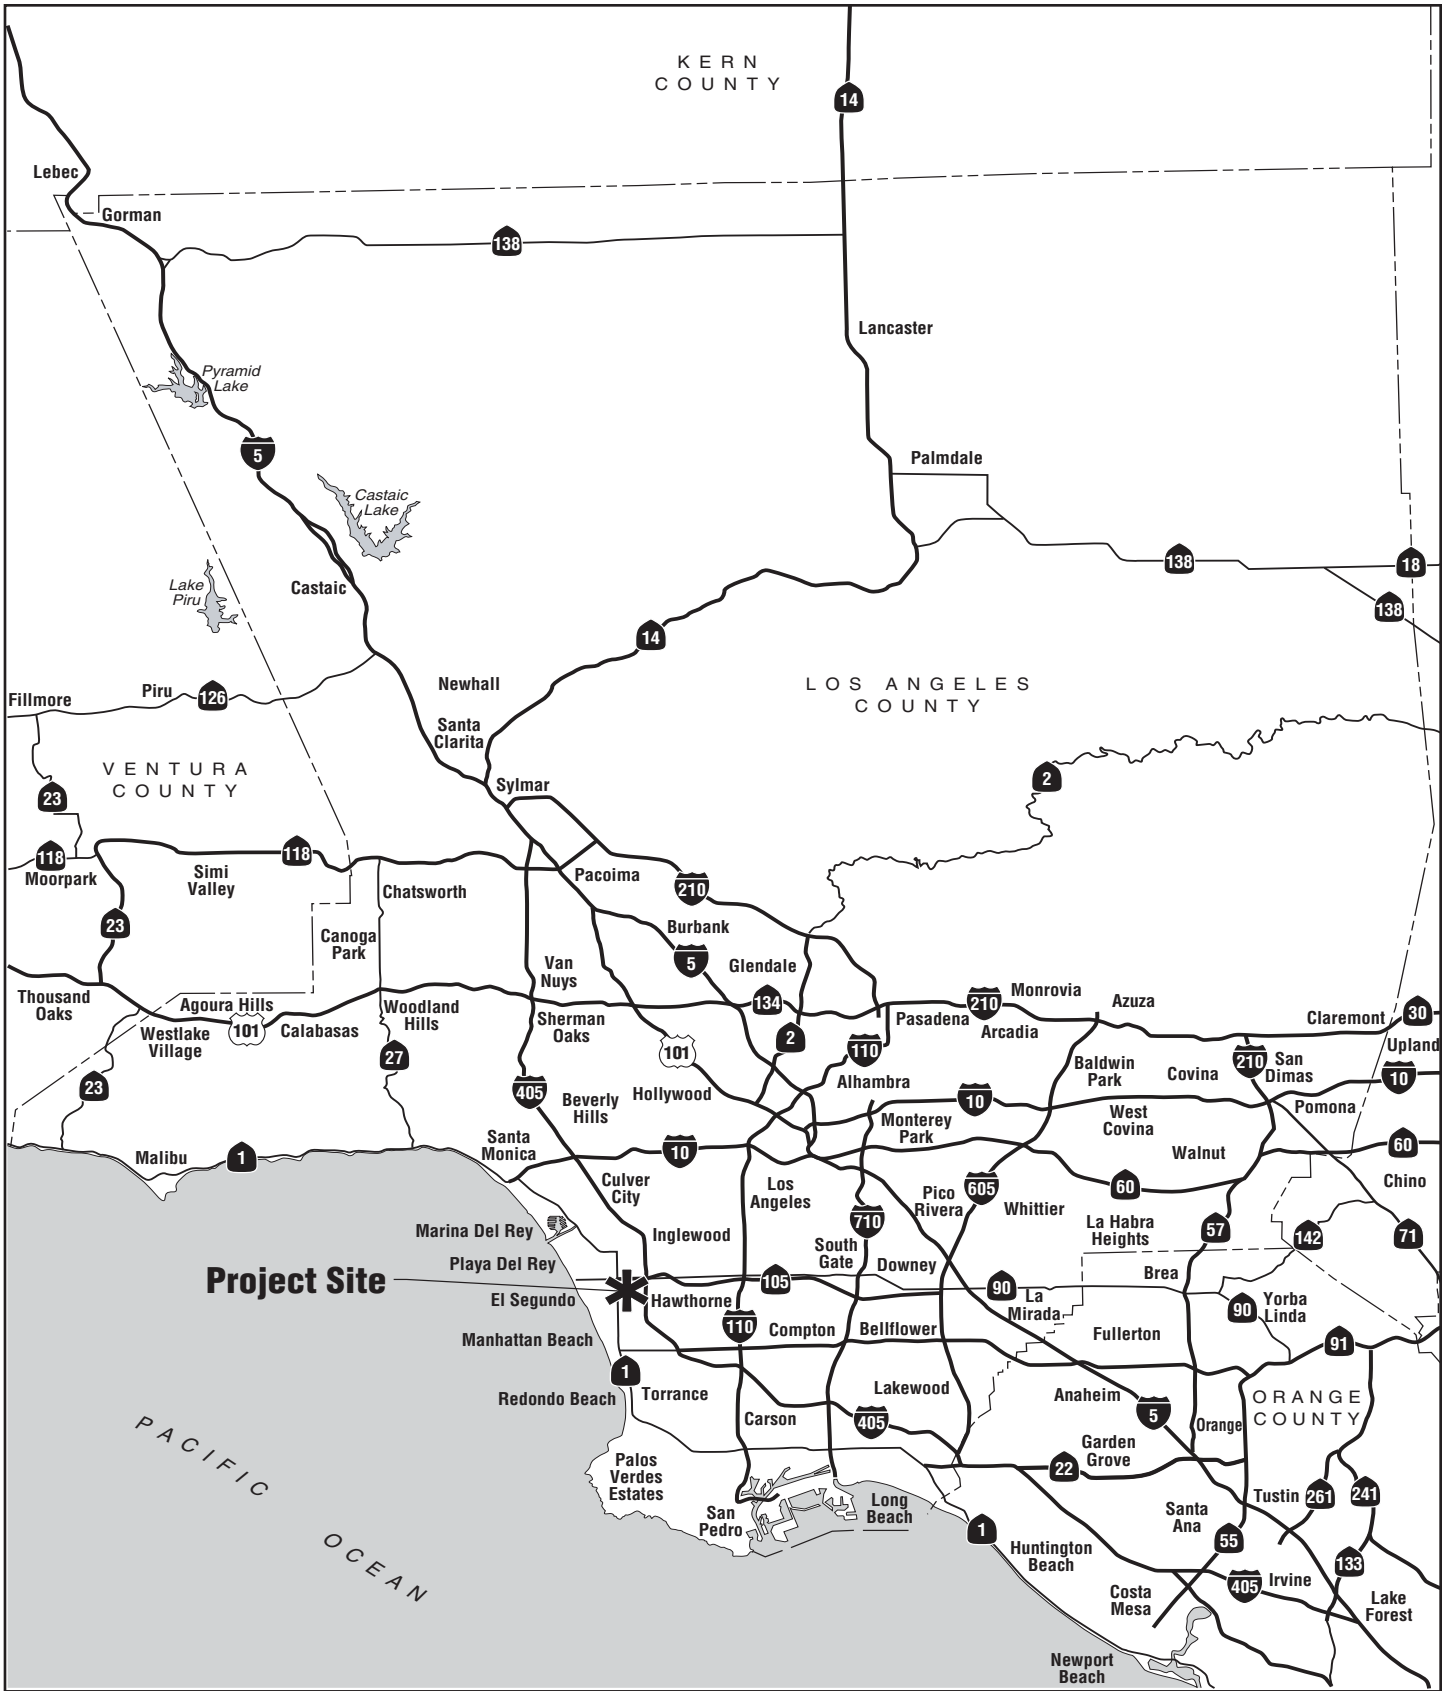 KERN
COUNTY
14
Lebec
Gorman
138
Lancaster
Pyramid
Lake
5
Palmdale
Castaic
Lake
138
18
Lake
Piru
Castaic
138
14
Newhall
LOS ANGELES
COUNTY
Fillmore
Piru
126
Santa
Clarita
VENTURA
COUNTY
23
Sylmar
2
118
Moorpark
Simi
Valley
118
Chatsworth
Pacoima
210
23
Canoga
Park
Burbank
5
Van
Nuys
Glendale
Thousand
Oaks
Agoura Hills
101
Westlake
Village
Calabasas
Woodland
Hills
Sherman
Oaks
134
Pasadena
210
Monrovia
Arcadia
Azuza
Claremont
30
Upland
23
27
101
2
110
Alhambra
Baldwin
Park
Covina
210
San
Dimas
10
405
Beverly
Hills
Hollywood
10
Monterey
Park
West
Covina
Pomona
Malibu
1
Santa
Monica
10
Walnut
60
Culver
City
Los
Angeles
Pico
Rivera
605
Whittier
60
Chino
Marina Del Rey
Inglewood
710
South
Gate
La Habra
Heights
57
142
71
Playa Del Rey
Downey
Brea
Project Site
105
90
La
Mirada
90
Yorba
Linda
El Segundo
Hawthorne
110
Compton
Bellflower
Fullerton
91
Manhattan Beach
1
Redondo Beach
Torrance
Lakewood
Anaheim
5
ORANGE
COUNTY
Carson
405
Orange
PACIFIC
OCEAN
Palos
Verdes
Estates
Garden
Grove
22
San
Pedro
Long
Beach
Santa
Ana
Tustin
261
241
1
Huntington
Beach
55
133
Costa
Mesa
405
Irvine
Lake
Forest
Newport
Beach